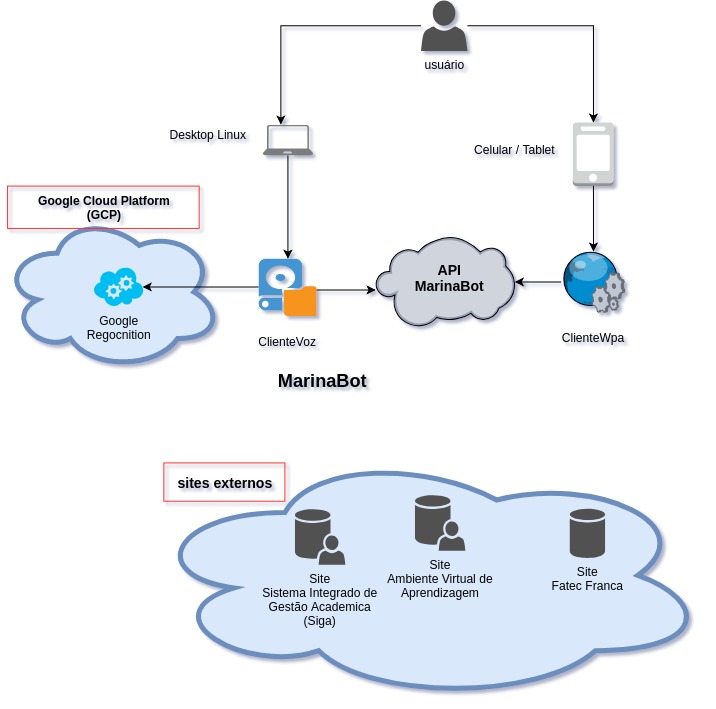 usuário
Desktop Linux
Celular / Tablet
Google Cloud Platform
(GCP)
Google
Regocnition
API
MarinaBot
ClienteVoz
ClienteWpa
MarinaBot
sites externos
Site
Sistema Integrado de
Gestão Academica
(Siga)
Site
Ambiente Virtual de
Aprendizagem
Site
Fatec Franca